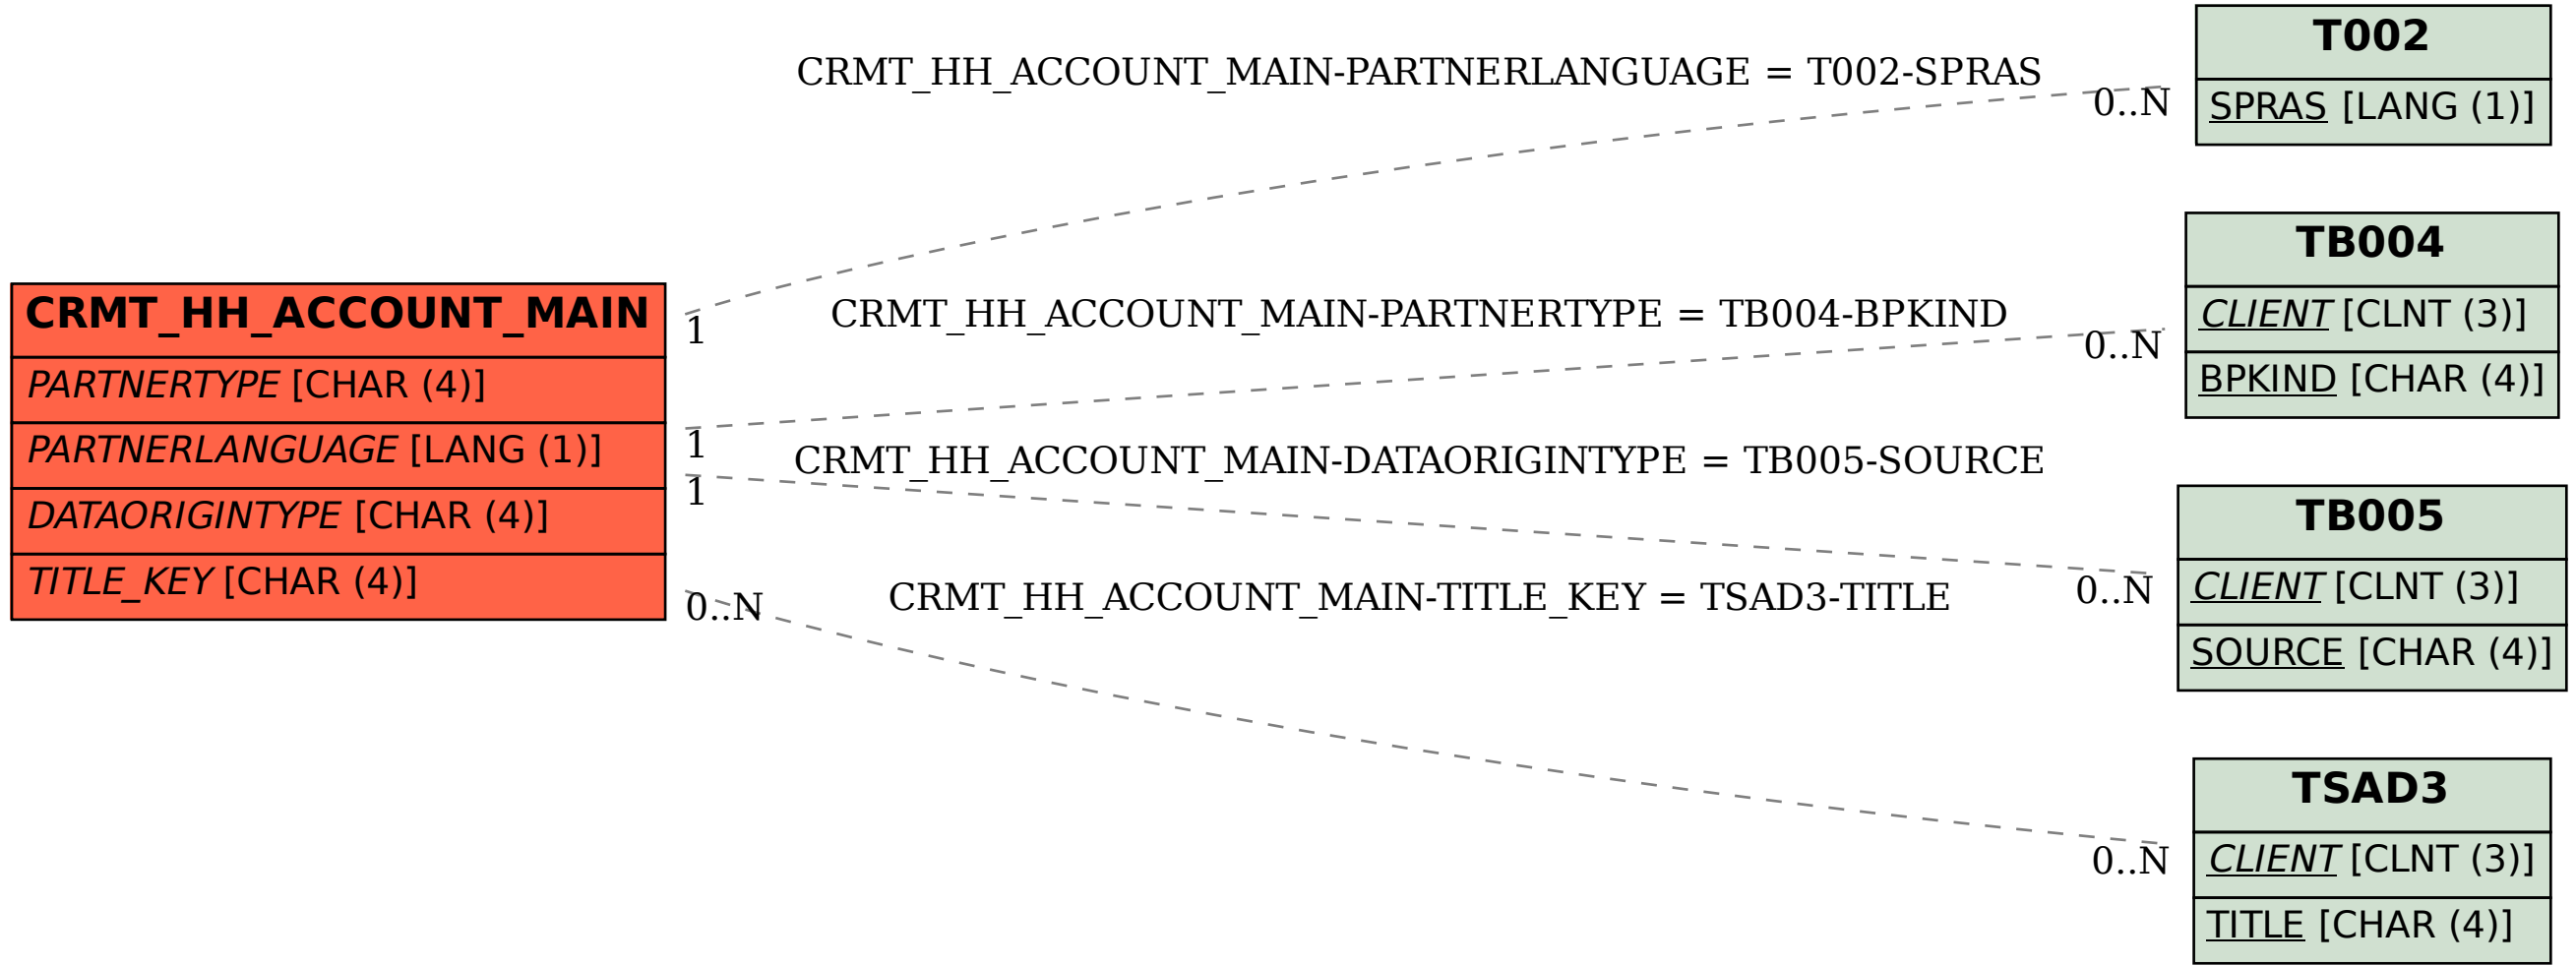 CRMT_HH_ACCOUNT_MAIN
PARTNERTYPE [CHAR (4)]
PARTNERLANGUAGE [LANG (1)]
DATAORIGINTYPE [CHAR (4)]
TITLE_KEY [CHAR (4)]
CRMT_HH_ACCOUNT_MAIN-PARTNERLANGUAGE = T002-SPRAS
1
0..N
CRMT_HH_ACCOUNT_MAIN-PARTNERTYPE = TB004-BPKIND
1
0..N
CRMT_HH_ACCOUNT_MAIN-DATAORIGINTYPE = TB005-SOURCE
1
0..N
CRMT_HH_ACCOUNT_MAIN-TITLE_KEY = TSAD3-TITLE
0..N
0..N
T002
SPRAS [LANG (1)]
TB004
CLIENT [CLNT (3)]
BPKIND [CHAR (4)]
TB005
CLIENT [CLNT (3)]
SOURCE [CHAR (4)]
TSAD3
CLIENT [CLNT (3)]
TITLE [CHAR (4)]